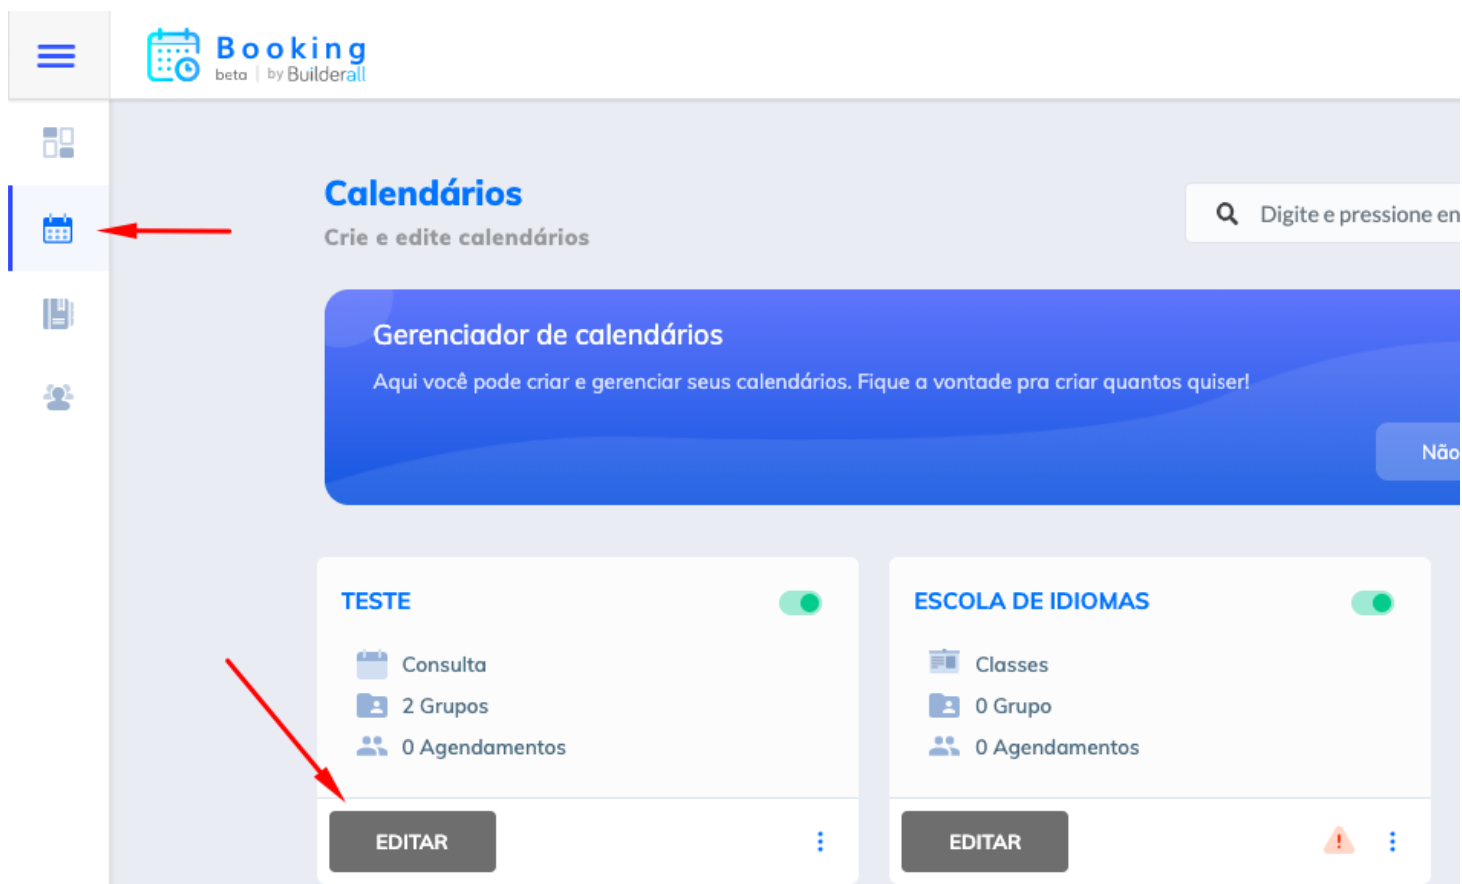 Booking
beta | by Builderall
Calendários
Crie e edite calendários
Digite e pressione en
Gerenciador de calendários
Aqui você pode criar e gerenciar seus calendários. Fique a vontade pra criar quantos quiser!
Não
TESTE
Consulta
2 Grupos
0 Agendamentos
EDITAR
ESCOLA DE IDIOMAS
Classes
0 Grupo
0 Agendamentos
EDITAR